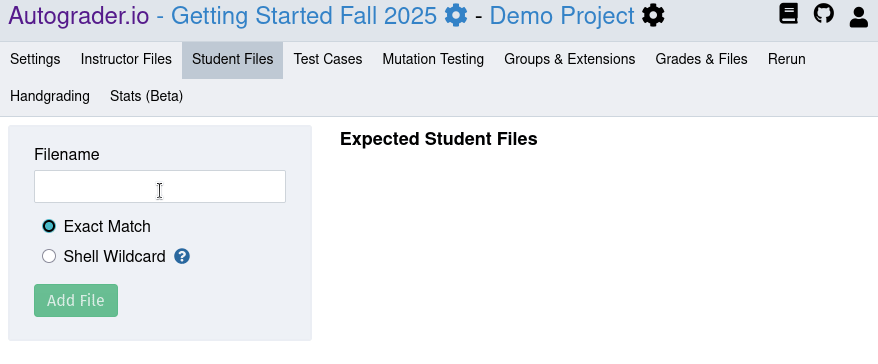 Autograder.io - Getting Started Fall 2025 - Demo Project
Settings Instructor Files Student Files Test Cases Mutation Testing Groups & Extensions Grades & Files Rerun
Handgrading Stats (Beta)
Filename
Exact Match
Shell Wildcard ?
Add File
Expected Student Files